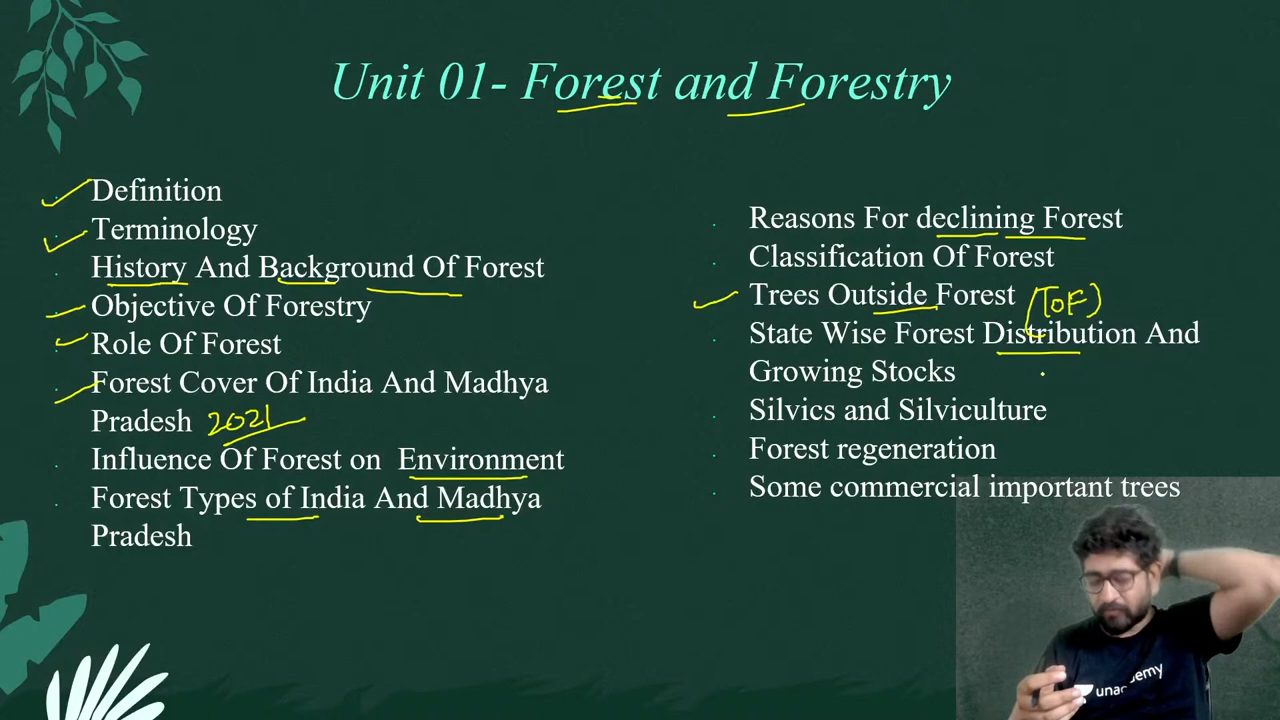 Unit 01- Forest and Forestry
Definition
Terminology
History And Background Of Forest
Objective Of Forestry
Role Of Forest
Forest Cover Of India And Madhya
Pradesh 2021
Influence Of Forest on Environment
Forest Types of India And Madhya
Pradesh
Reasons For declining Forest
Classification Of Forest
Trees Outside Forest (TOF)
State Wise Forest Distribution And
Growing Stocks
Silvics and Silviculture
Forest regeneration
Some commercial important trees
unacademy